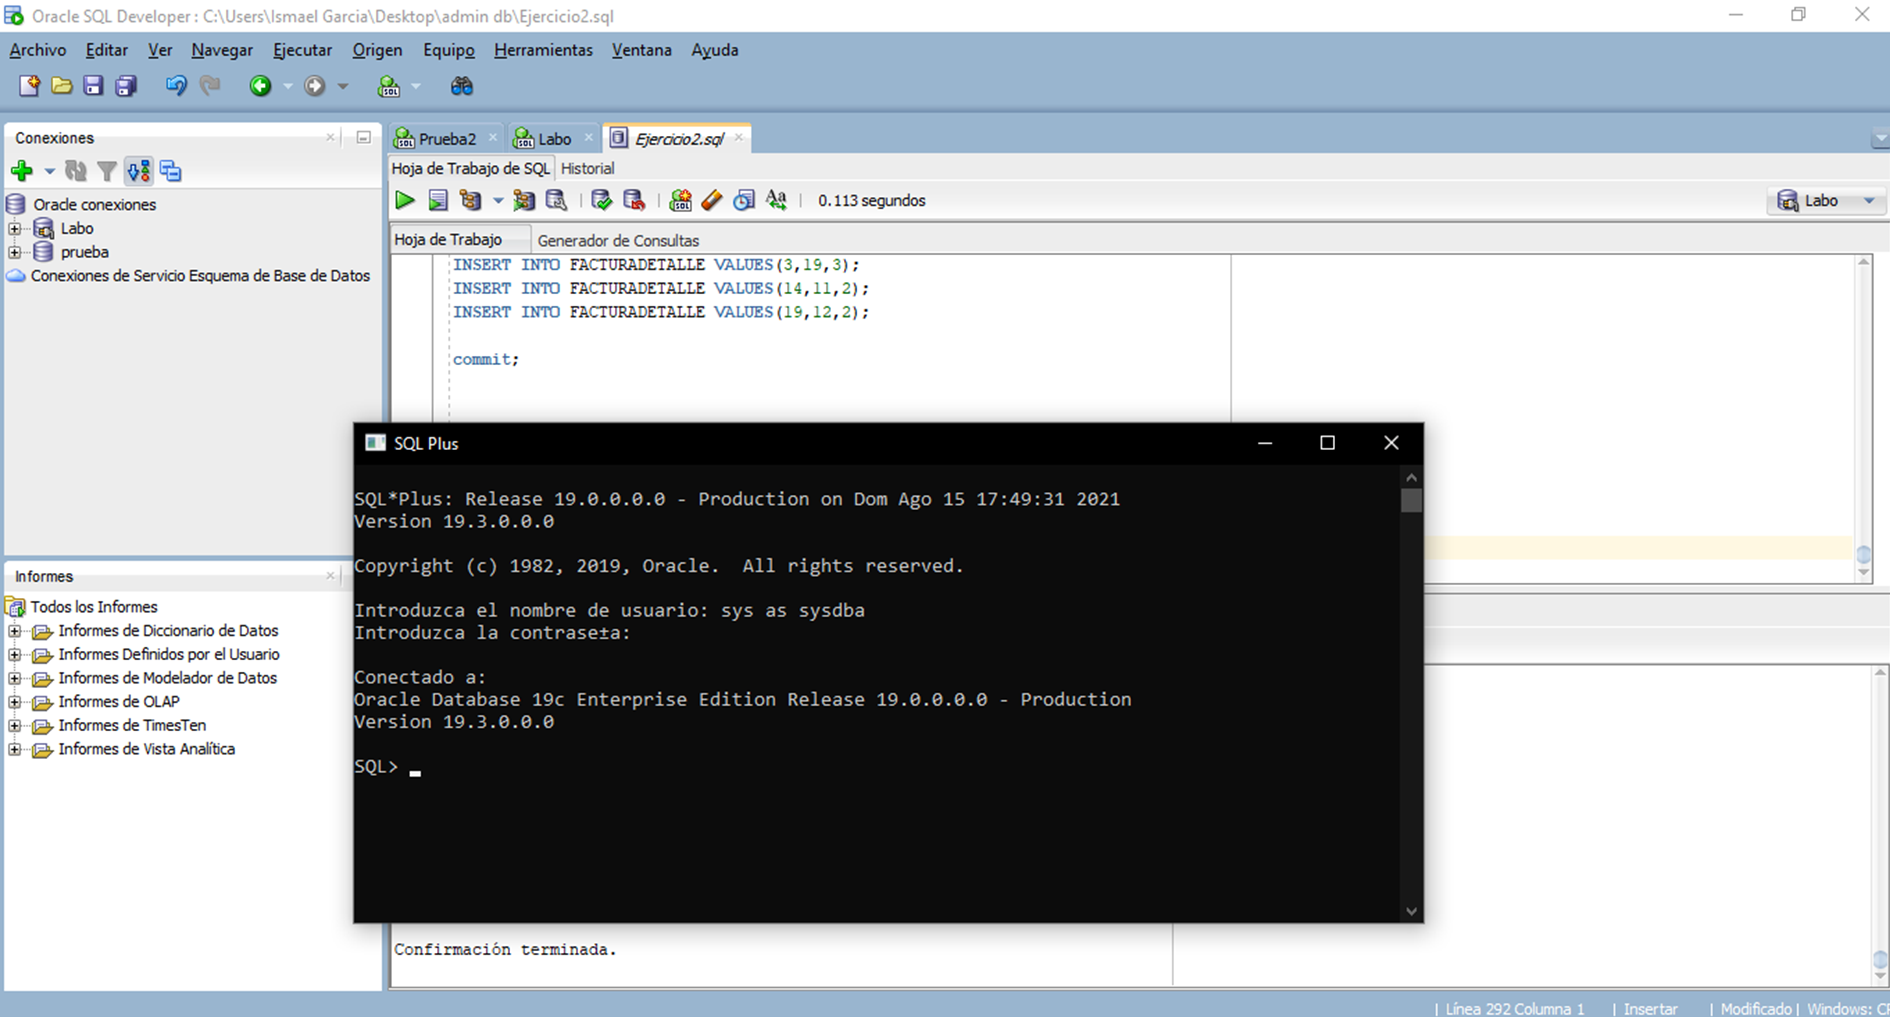 Oracle SQL Developer : C:\Users\Ismael Garcia\Desktop\admin db\Ejercicio2.sql
Archivo Editar Ver Navegar Ejecutar Origen Equipo Herramientas Ventana Ayuda
Conexiones
Oracle conexiones
Labo
prueba
Conexiones de Servicio Esquema de Base de Datos
Informes
Todos los Informes
Informes de Diccionario de Datos
Informes Definidos por el Usuario
Informes de Modelador de Datos
Informes de OLAP
Informes de TimesTen
Informes de Vista Analítica
Prueba2 Labo Ejercicio2.sql
Hoja de Trabajo de SQL Historial
0.113 segundos
Labo
Hoja de Trabajo Generador de Consultas
INSERT INTO FACTURADETALLE VALUES(3,19,3);
INSERT INTO FACTURADETALLE VALUES(14,11,2);
INSERT INTO FACTURADETALLE VALUES(19,12,2);
commit;
SQL Plus
SQL*Plus: Release 19.0.0.0.0 - Production on Dom Ago 15 17:49:31 2021
Version 19.3.0.0.0
Copyright (c) 1982, 2019, Oracle.  All rights reserved.
Introduzca el nombre de usuario: sys as sysdba
Introduzca la contrase±a:
Conectado a:
Oracle Database 19c Enterprise Edition Release 19.0.0.0.0 - Production
Version 19.3.0.0.0
SQL> _
Confirmación terminada.
| Línea 292 Columna 1 | Insertar | Modificado | Windows: